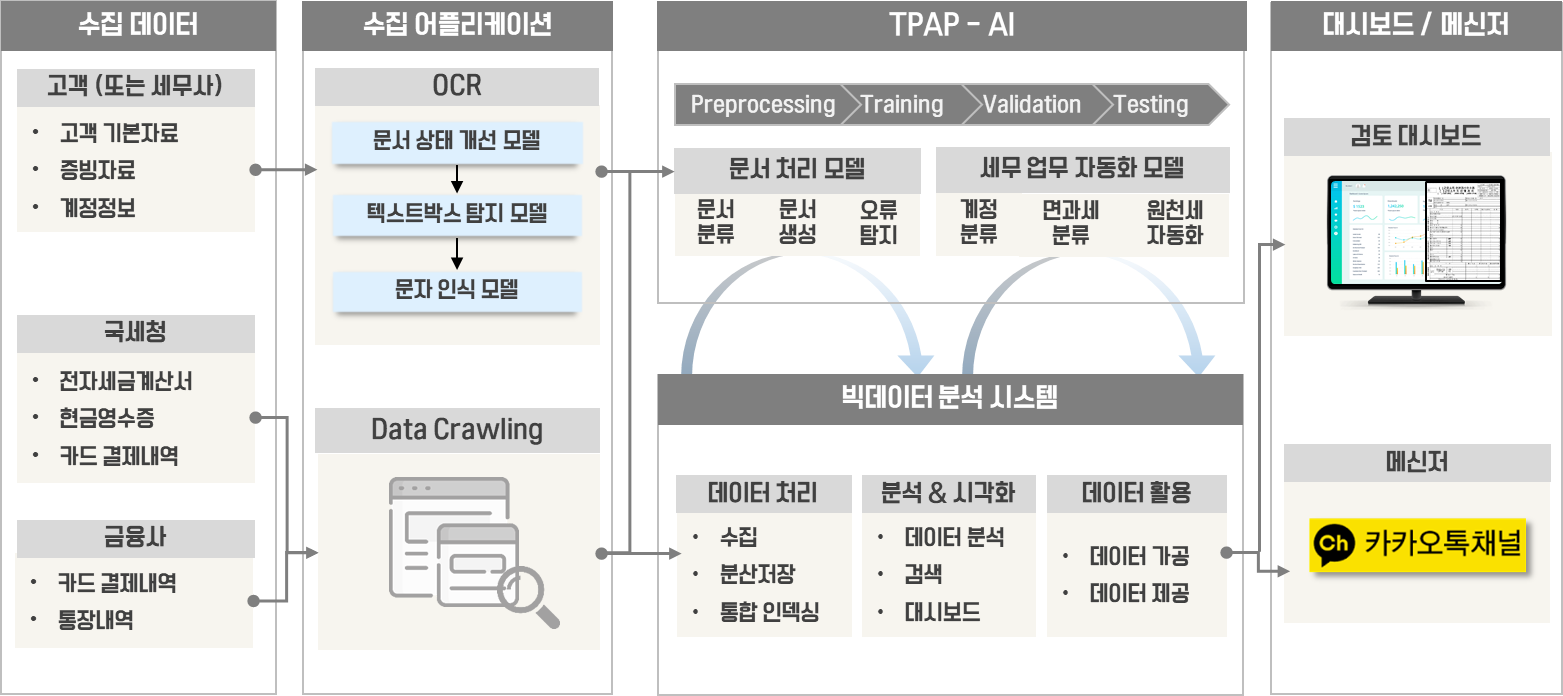 수집 데이터
고객 (또는 세무사)
• 고객 기본자료
• 증빙자료
• 계정정보
국세청
• 전자세금계산서
• 현금영수증
• 카드 결제내역
금융사
• 카드 결제내역
• 통장내역
수집 어플리케이션
OCR
문서 상태 개선 모델
텍스트박스 탐지 모델
문자 인식 모델
Data Crawling
TPAP - AI
Preprocessing
Training
Validation
Testing
문서 처리 모델
문서
분류
문서
생성
오류
탐지
세무 업무 자동화 모델
계정
분류
면과세
분류
원천세
자동화
빅데이터 분석 시스템
데이터 처리
• 수집
• 분산저장
• 통합 인덱싱
분석 & 시각화
• 데이터 분석
• 검색
• 대시보드
데이터 활용
• 데이터 가공
• 데이터 제공
대시보드 / 메신저
검토 대시보드
메신저
Ch 카카오톡채널